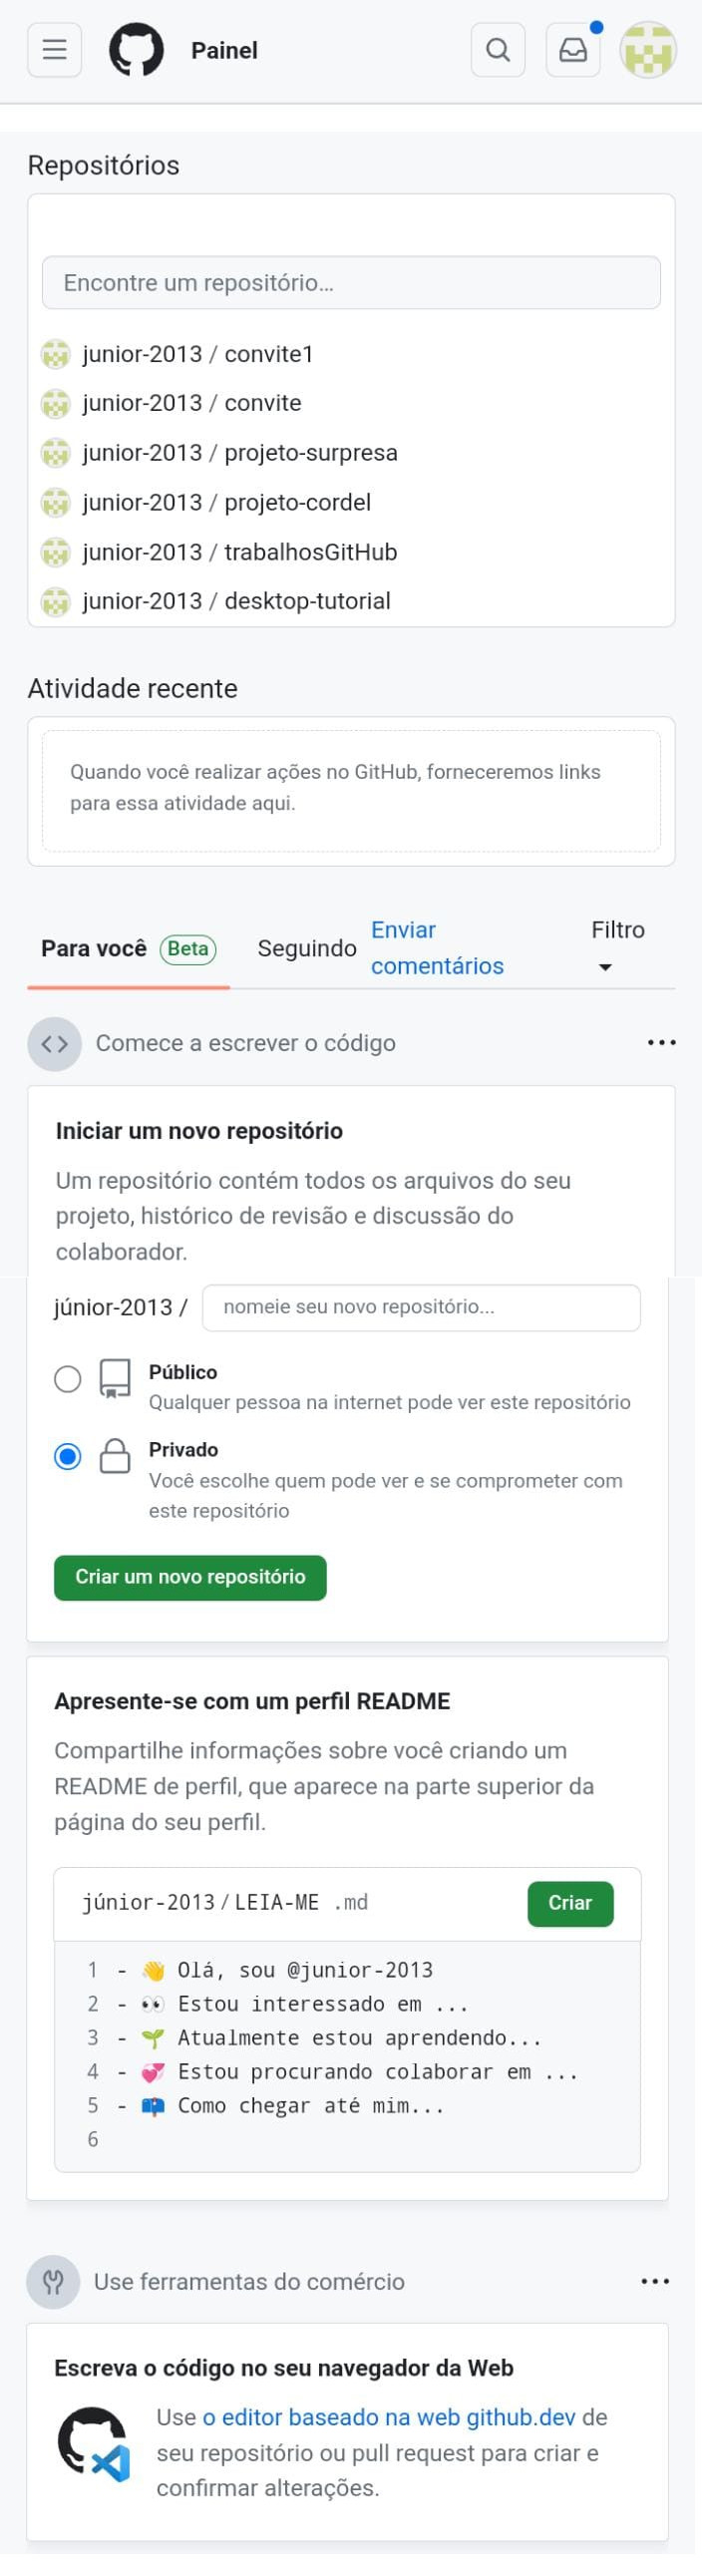 Painel
Repositórios
Encontre um repositório...
junior-2013 / convite1
junior-2013 / convite
junior-2013 / projeto-surpresa
junior-2013 / projeto-cordel
junior-2013 / trabalhosGitHub
junior-2013 / desktop-tutorial
Atividade recente
Quando você realizar ações no GitHub, forneceremos links
para essa atividade aqui.
Para você Beta Seguindo Enviar comentários Filtro
Comece a escrever o código
Iniciar um novo repositório
Um repositório contém todos os arquivos do seu
projeto, histórico de revisão e discussão do
colaborador.
júnior-2013 / nomeie seu novo repositório...
Público
Qualquer pessoa na internet pode ver este repositório
Privado
Você escolhe quem pode ver e se comprometer com
este repositório
Criar um novo repositório
Apresente-se com um perfil README
Compartilhe informações sobre você criando um
README de perfil, que aparece na parte superior da
página do seu perfil.
júnior-2013 / LEIA-ME .md Criar
1 - 👋 Olá, sou @junior-2013
2 - 👀 Estou interessado em ...
3 - 🌱 Atualmente estou aprendendo...
4 - 💞️ Estou procurando colaborar em ...
5 - 📫 Como chegar até mim...
6
Use ferramentas do comércio
Escreva o código no seu navegador da Web
Use o editor baseado na web github.dev de
seu repositório ou pull request para criar e
confirmar alterações.